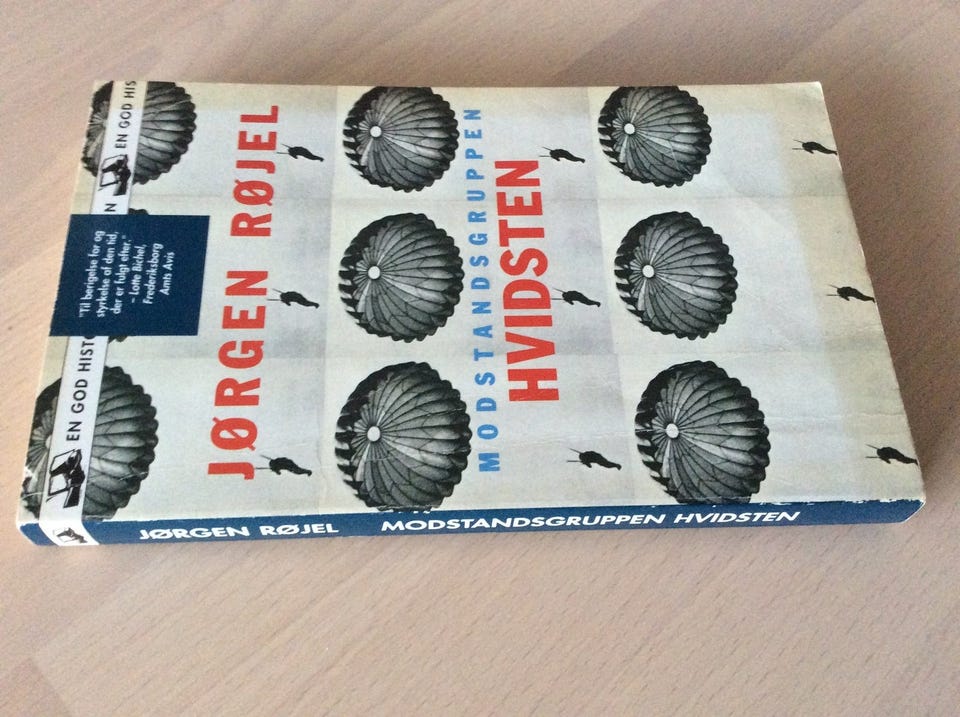 EN GOD HIST
EN GOD HIS
"Til berigelse for og
styrkelse af den tid,
der er fulgt efter."
– Lotte Bichel,
Frederiksborg
Amts Avis
JØRGEN RØJEL
MODSTANDSGRUPPEN
HVIDSTEN
JØRGEN RØJEL MODSTANDSGRUPPEN HVIDSTEN